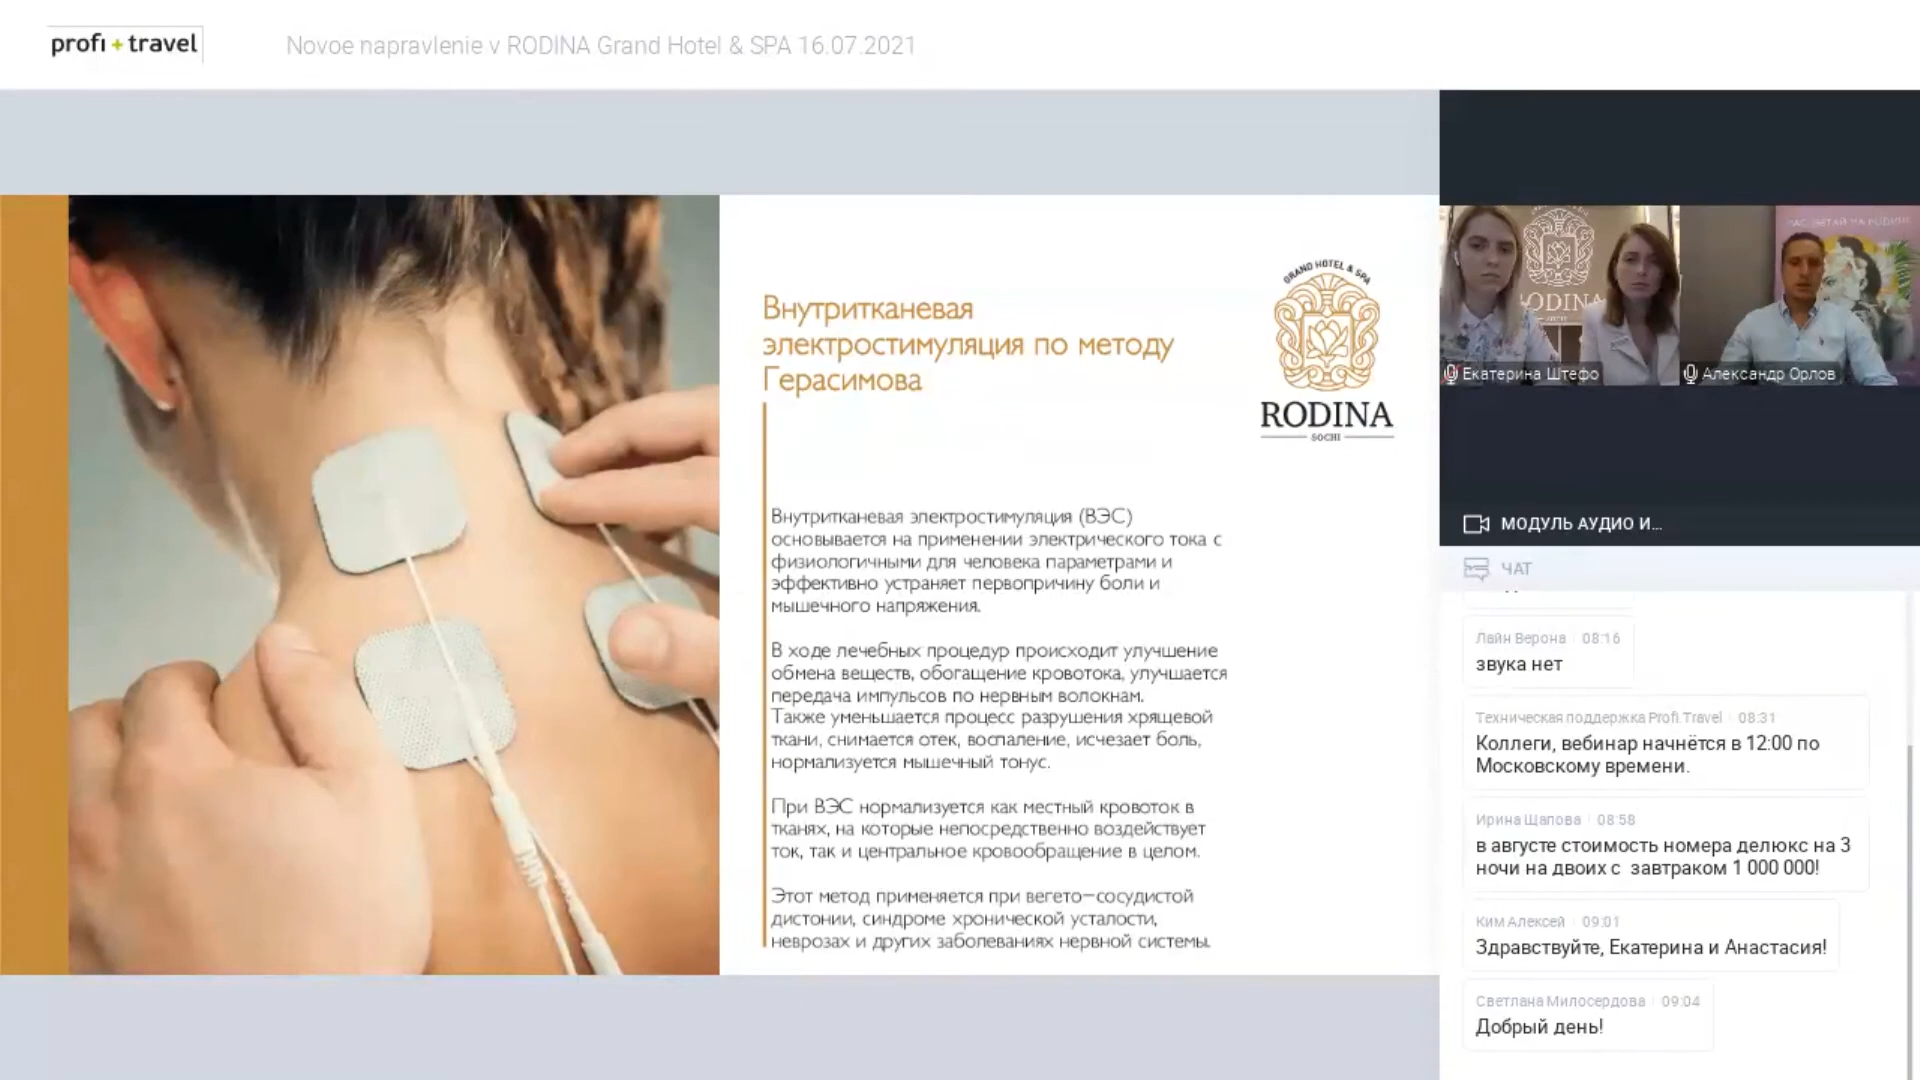 profi + travel
Novoe napravlenie v RODINA Grand Hotel & SPA 16.07.2021
Внутритканевая
электростимуляция по методу
Герасимова
GRAND HOTEL & SPA
RODINA
SOCHI
Внутритканевая электростимуляция (ВЭС)
основывается на применении электрического тока с
физиологичными для человека параметрами и
эффективно устраняет первопричину боли и
мышечного напряжения.
В ходе лечебных процедур происходит улучшение
обмена веществ, обогащение кровотока, улучшается
передача импульсов по нервным волокнам.
Также уменьшается процесс разрушения хрящевой
ткани, снимается отек, воспаление, исчезает боль,
нормализуется мышечный тонус.
При ВЭС нормализуется как местный кровоток в
тканях, на которые непосредственно воздействует
ток, так и центральное кровообращение в целом.
Этот метод применяется при вегето–сосудистой
дистонии, синдроме хронической усталости,
неврозах и других заболеваниях нервной системы.
Екатерина Штефо
Александр Орлов
МОДУЛЬ АУДИО И...
ЧАТ
Лайн Верона 08:16
звука нет
Техническая поддержка Profi.Travel 08:31
Коллеги, вебинар начнётся в 12:00 по
Московскому времени.
Ирина Шапова 08:58
в августе стоимость номера делюкс на 3
ночи на двоих с завтраком 1 000 000!
Ким Алексей 09:01
Здравствуйте, Екатерина и Анастасия!
Светлана Милосердова 09:04
Добрый день!